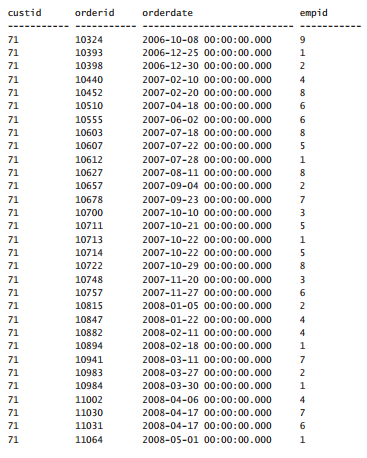 custid orderid orderdate empid
----------- ----------- ----------------------- -----------
71 10324 2006-10-08 00:00:00.000 9
71 10393 2006-12-25 00:00:00.000 1
71 10398 2006-12-30 00:00:00.000 2
71 10440 2007-02-10 00:00:00.000 4
71 10452 2007-02-20 00:00:00.000 8
71 10510 2007-04-18 00:00:00.000 6
71 10555 2007-06-02 00:00:00.000 6
71 10603 2007-07-18 00:00:00.000 8
71 10607 2007-07-22 00:00:00.000 5
71 10612 2007-07-28 00:00:00.000 1
71 10627 2007-08-11 00:00:00.000 8
71 10657 2007-09-04 00:00:00.000 2
71 10678 2007-09-23 00:00:00.000 7
71 10700 2007-10-10 00:00:00.000 3
71 10711 2007-10-21 00:00:00.000 5
71 10713 2007-10-22 00:00:00.000 1
71 10714 2007-10-22 00:00:00.000 5
71 10722 2007-10-29 00:00:00.000 8
71 10748 2007-11-20 00:00:00.000 3
71 10757 2007-11-27 00:00:00.000 6
71 10815 2008-01-05 00:00:00.000 2
71 10847 2008-01-22 00:00:00.000 4
71 10882 2008-02-11 00:00:00.000 4
71 10894 2008-02-18 00:00:00.000 1
71 10941 2008-03-11 00:00:00.000 7
71 10983 2008-03-27 00:00:00.000 2
71 10984 2008-03-30 00:00:00.000 1
71 11002 2008-04-06 00:00:00.000 4
71 11030 2008-04-17 00:00:00.000 7
71 11031 2008-04-17 00:00:00.000 6
71 11064 2008-05-01 00:00:00.000 1